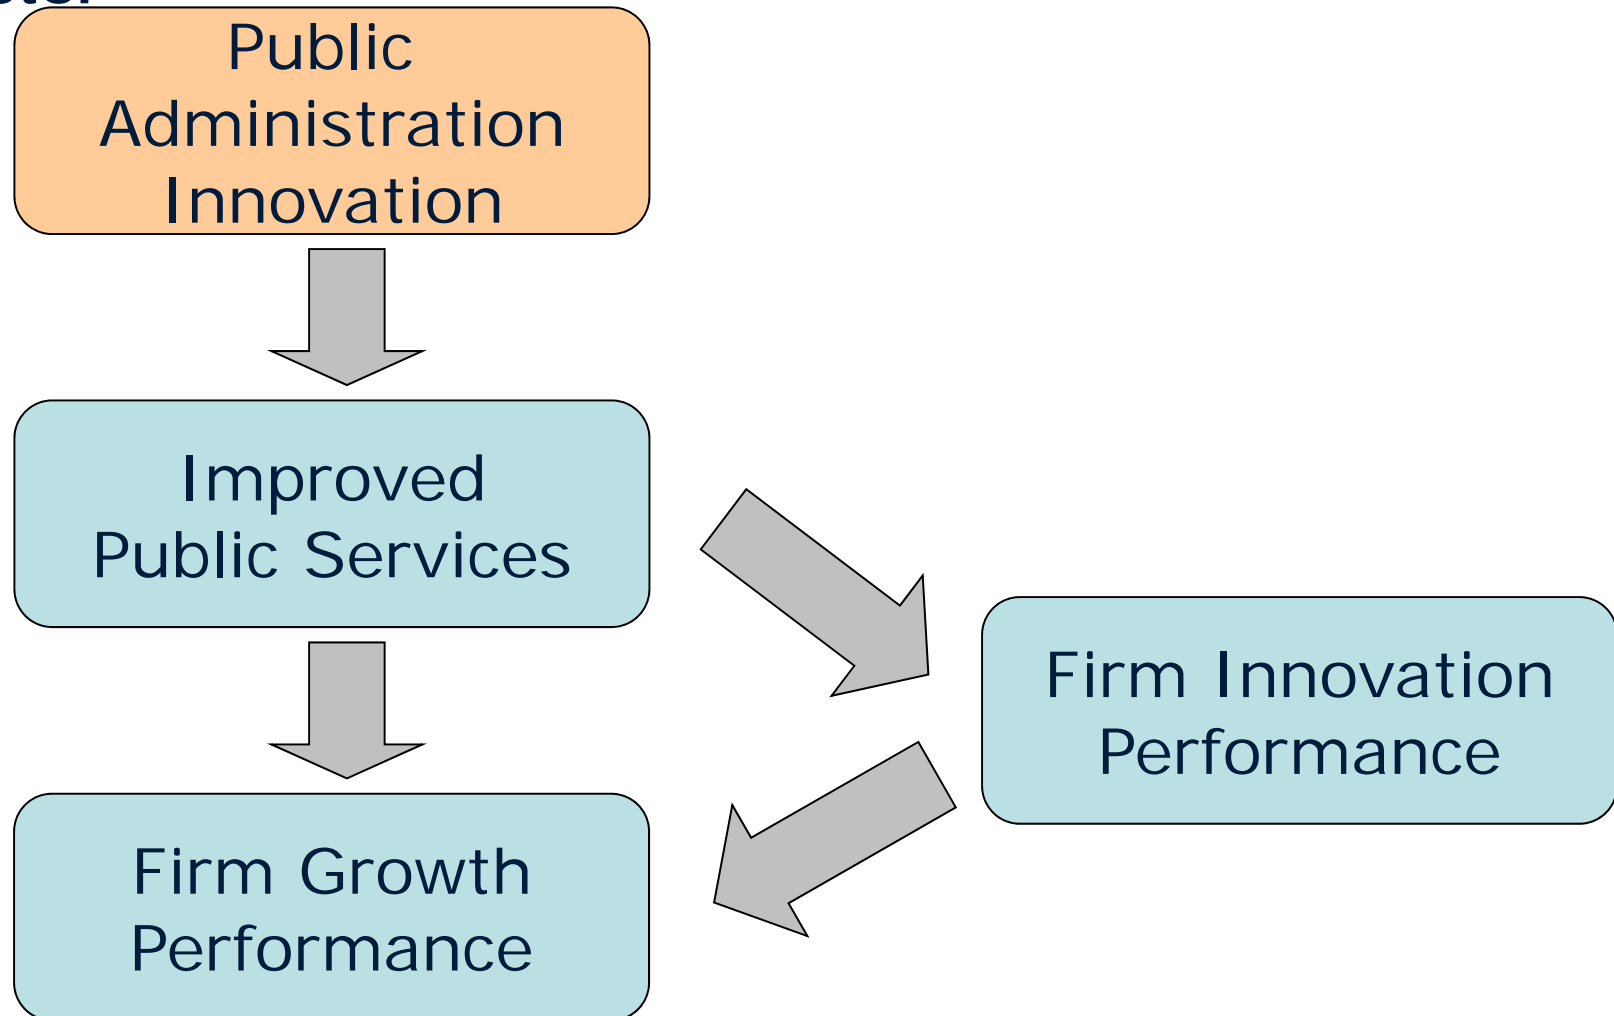 Public
Administration
Innovation
Improved
Public Services
Firm Innovation
Performance
Firm Growth
Performance